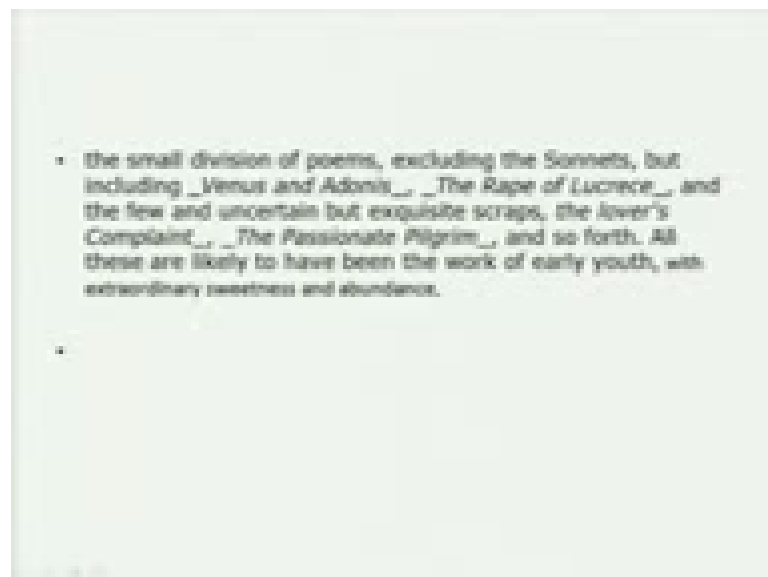 • the small division of poems, excluding the Sonnets, but
including _Venus and Adonis_, _The Rape of Lucrece_, and
the few and uncertain but exquisite scraps, the lover's
Complaint_, _The Passionate Pilgrim_, and so forth. All
these are likely to have been the work of early youth, with
extraordinary sweetness and abundance.
•